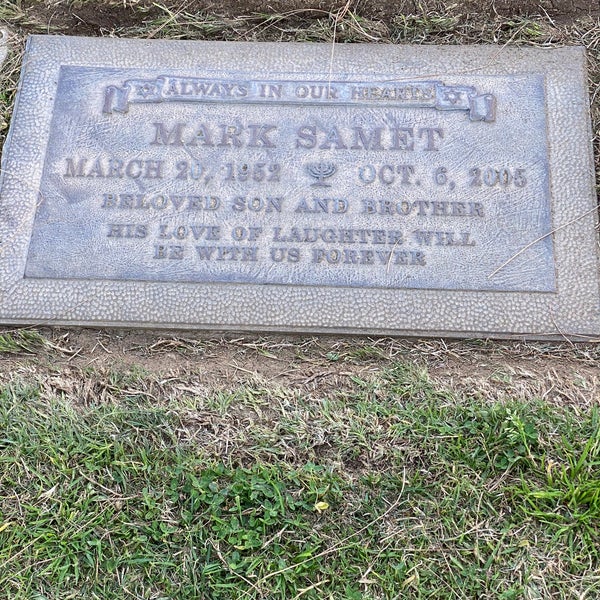 ALWAYS IN OUR HEARTS
MARK SAMET
MARCH 20, 1952 OCT. 6, 2005
BELOVED SON AND BROTHER
HIS LOVE OF LAUGHTER WILL
BE WITH US FOREVER